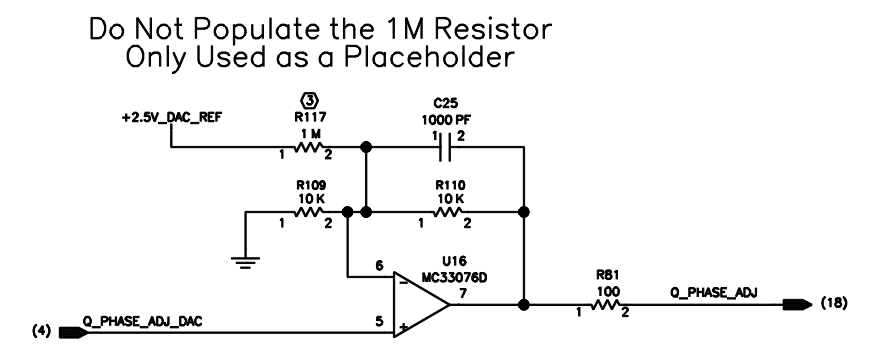 Do Not Populate the 1M Resistor
Only Used as a Placeholder
3
+2.5V_DAC_REF
R117
1 M
1 2
C25
1000 PF
1 2
R109
10 K
1 2
R110
10 K
1 2
U16
MC33076D
6
7
5
- +
R81
100
1 2
Q_PHASE_ADJ
(18)
(4)
Q_PHASE_ADJ_DAC